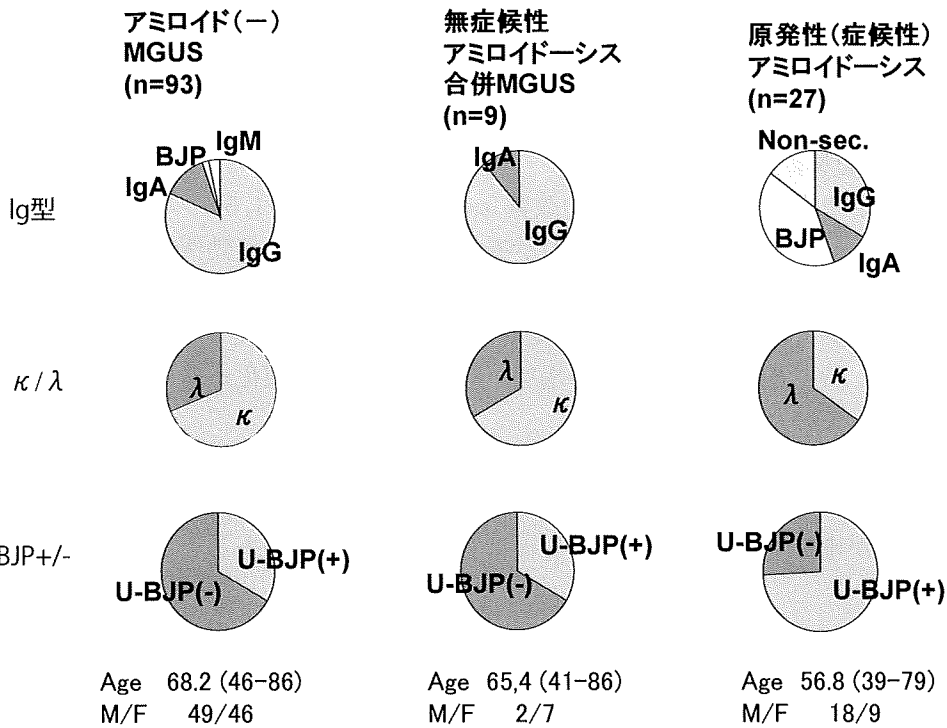 アミロイド(－)
MGUS
(n=93)
無症候性
アミロイドーシス
合併MGUS
(n=9)
原発性(症候性)
アミロイドーシス
(n=27)
Ig型
IgM
BJP
IgA
IgG
IgA
IgG
Non-sec.
IgG
BJP
IgA
κ/λ
λ
κ
λ
κ
κ
λ
BJP+/-
U-BJP(+)
U-BJP(-)
U-BJP(+)
U-BJP(-)
U-BJP(-)
U-BJP(+)
Age 68.2 (46-86)
M/F 49/46
Age 65,4 (41-86)
M/F 2/7
Age 56.8 (39-79)
M/F 18/9